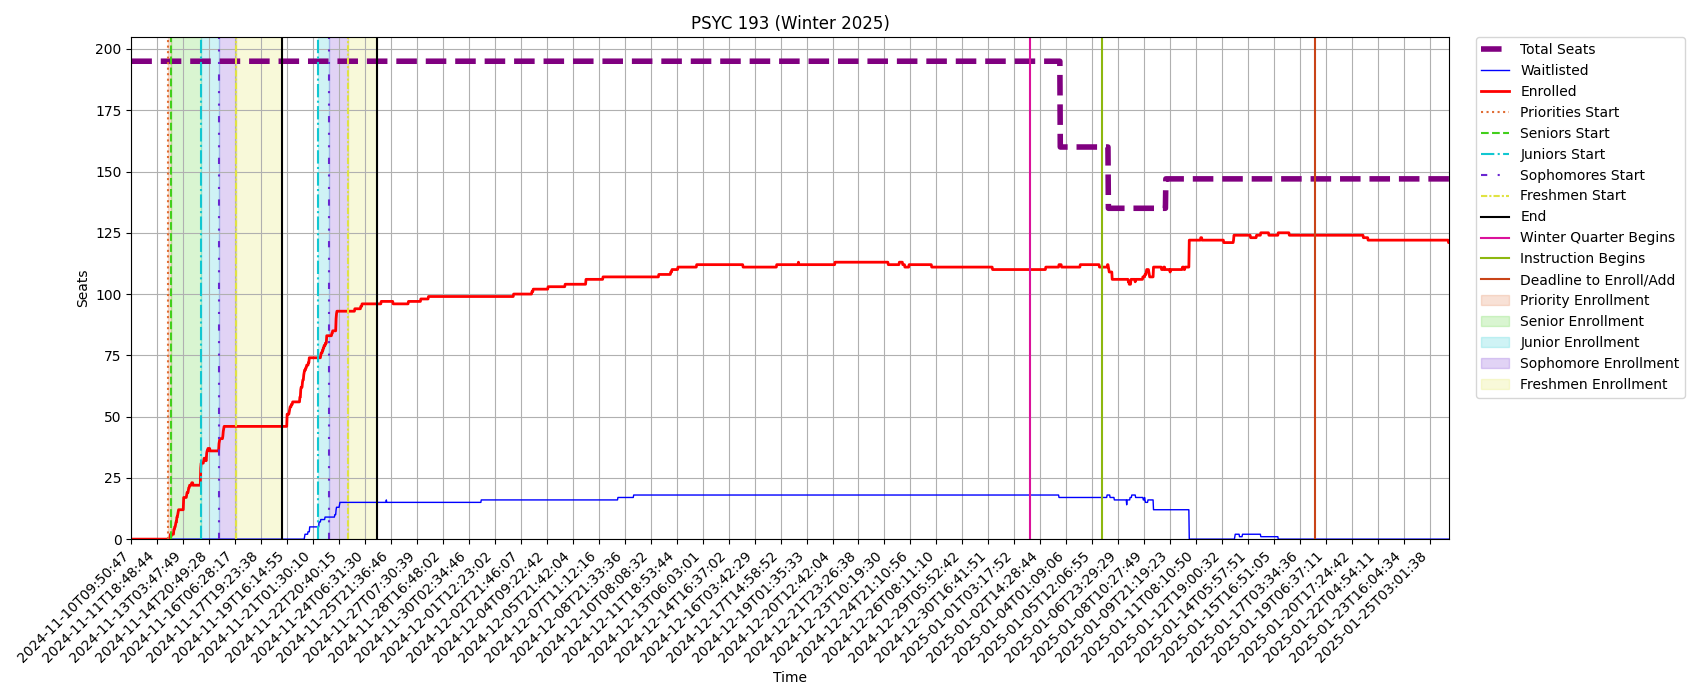 PSYC 193 (Winter 2025)
Seats
200
175
150
125
100
75
50
25
0
2024-11-10T09:50:47
2024-11-11T18:48:44
2024-11-13T03:47:49
2024-11-14T20:49:28
2024-11-16T06:28:17
2024-11-17T19:23:38
2024-11-19T16:14:55
2024-11-21T01:30:10
2024-11-22T20:40:15
2024-11-24T06:31:30
2024-11-25T21:36:46
2024-11-27T07:30:39
2024-11-28T16:48:02
2024-11-30T02:34:46
2024-12-01T12:23:02
2024-12-02T21:46:07
2024-12-04T09:22:42
2024-12-05T21:42:04
2024-12-07T11:12:16
2024-12-08T21:33:36
2024-12-10T08:08:32
2024-12-11T18:53:44
2024-12-13T06:03:01
2024-12-14T16:37:02
2024-12-16T03:42:29
2024-12-17T14:58:52
2024-12-19T01:35:33
2024-12-20T12:42:04
2024-12-21T23:26:38
2024-12-23T10:19:30
2024-12-24T21:10:56
2024-12-26T08:11:10
2024-12-29T05:52:42
2024-12-30T16:41:51
2025-01-01T03:17:52
2025-01-02T14:28:44
2025-01-04T01:09:06
2025-01-05T12:06:55
2025-01-06T23:29:29
2025-01-08T10:27:49
2025-01-09T21:19:23
2025-01-11T08:10:50
2025-01-12T19:00:32
2025-01-14T05:57:51
2025-01-15T16:51:05
2025-01-17T03:34:36
2025-01-19T06:37:11
2025-01-20T17:24:42
2025-01-22T04:54:11
2025-01-23T16:04:34
2025-01-25T03:01:38
Time
Total Seats
Waitlisted
Enrolled
Priorities Start
Seniors Start
Juniors Start
Sophomores Start
Freshmen Start
End
Winter Quarter Begins
Instruction Begins
Deadline to Enroll/Add
Priority Enrollment
Senior Enrollment
Junior Enrollment
Sophomore Enrollment
Freshmen Enrollment